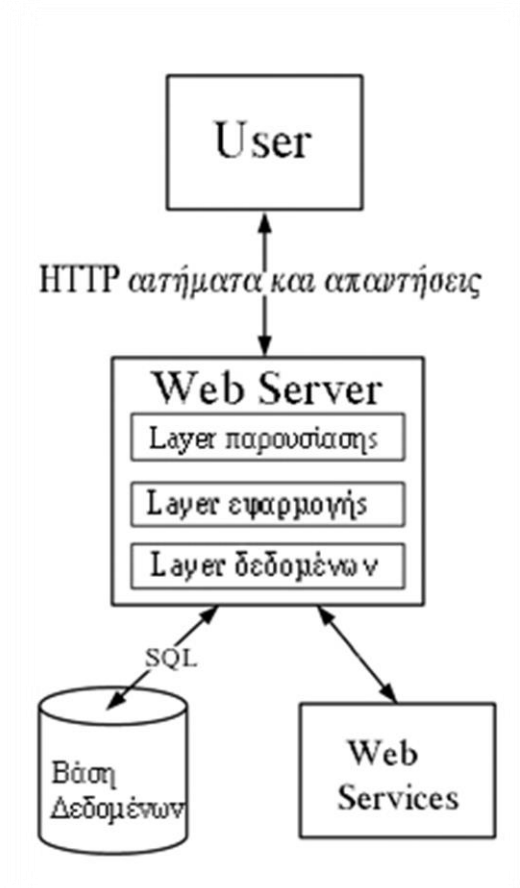 User
HTTP αιτήματα και απαντήσεις
Web Server
Layer παρουσίασης
Layer εφαρμογής
Layer δεδομένων
SQL
Βάση
Δεδομένων
Web
Services